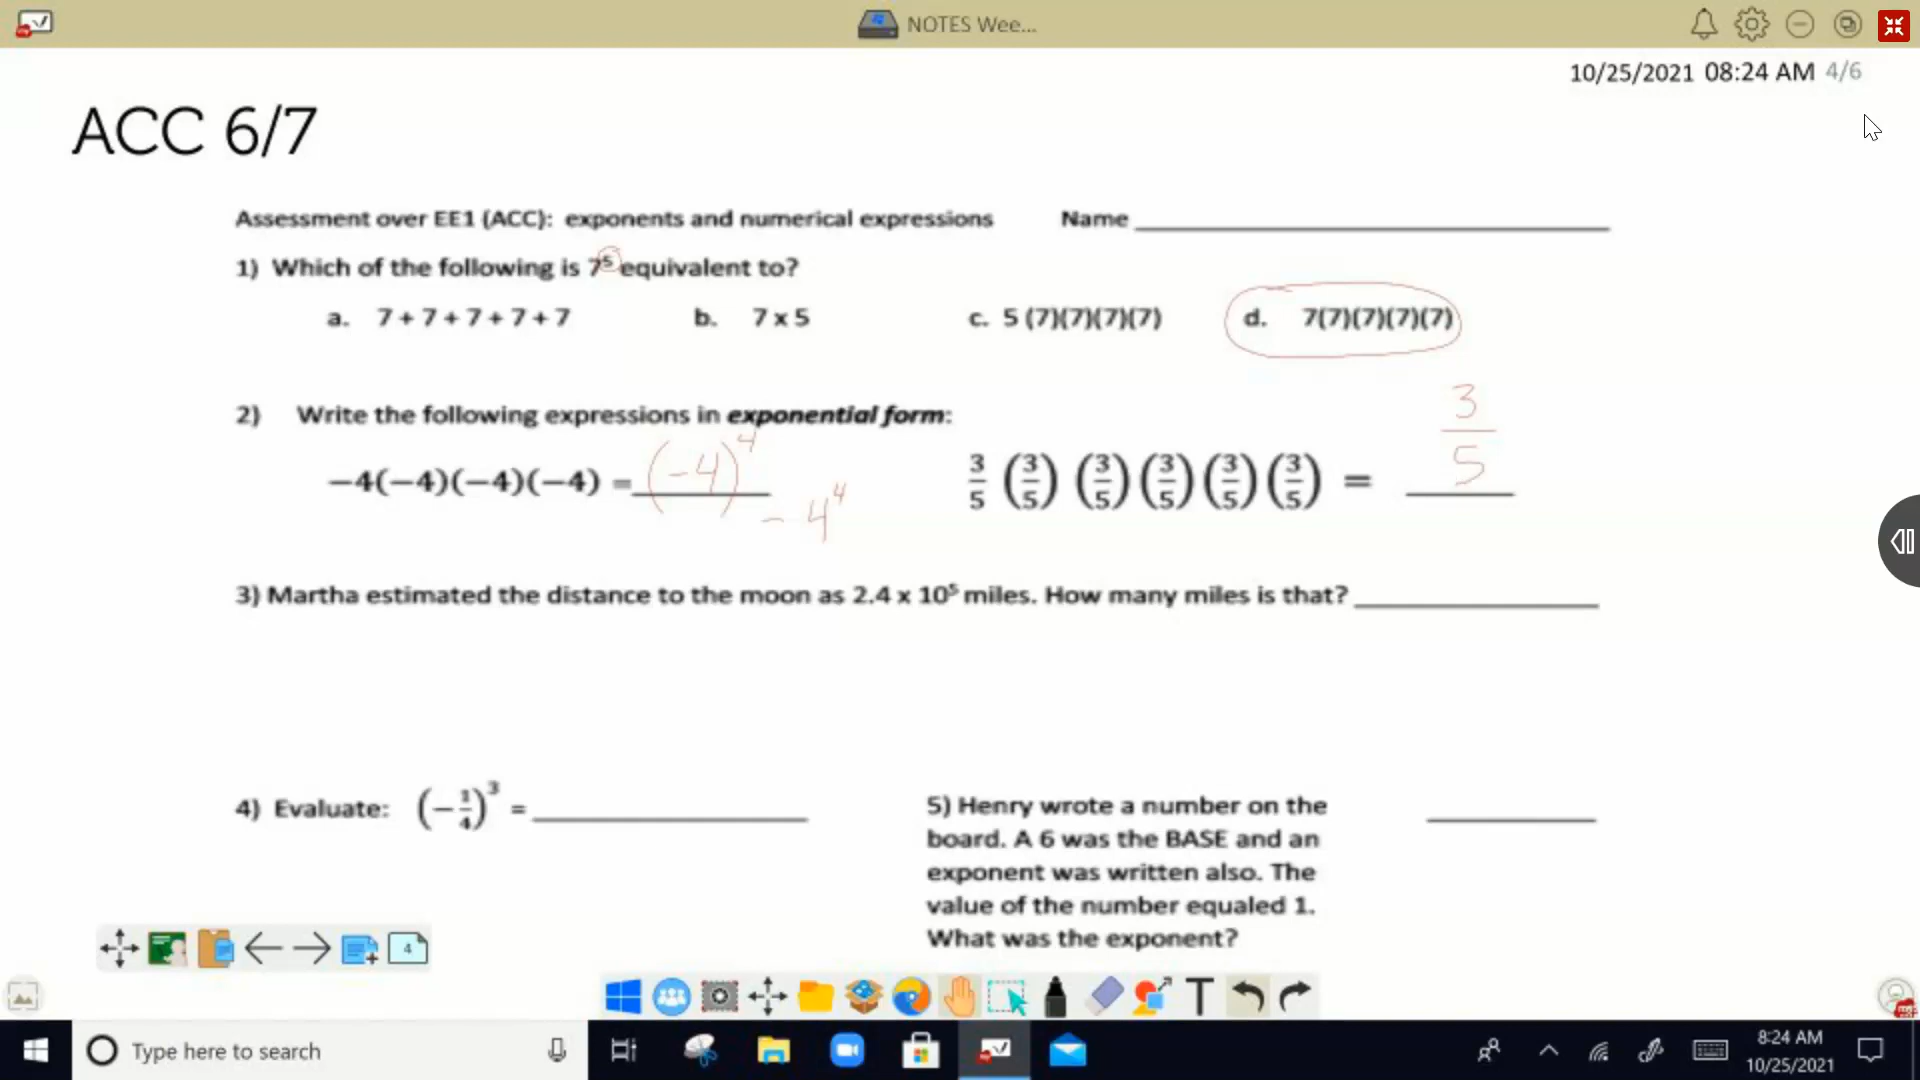 NOTES Wee...
10/25/2021 08:24 AM 4/6
ACC 6/7
Assessment over EE1 (ACC): exponents and numerical expressions Name ____________
1) Which of the following is 7⁵ equivalent to?
a. 7 + 7 + 7 + 7 + 7 b. 7 x 5 c. 5 (7)(7)(7)(7) d. 7(7)(7)(7)(7)
2) Write the following expressions in exponential form:
−4(−4)(−4)(−4) = (−4)⁴ 3/5 (3/5) (3/5) (3/5) (3/5) (3/5) = 3/5
− 4⁴
3) Martha estimated the distance to the moon as 2.4 x 10⁵ miles. How many miles is that? ____________
4) Evaluate: (−1/4)³ = ____________
5) Henry wrote a number on the ____________
board. A 6 was the BASE and an
exponent was written also. The
value of the number equaled 1.
What was the exponent?
4
T
Type here to search
8:24 AM
10/25/2021